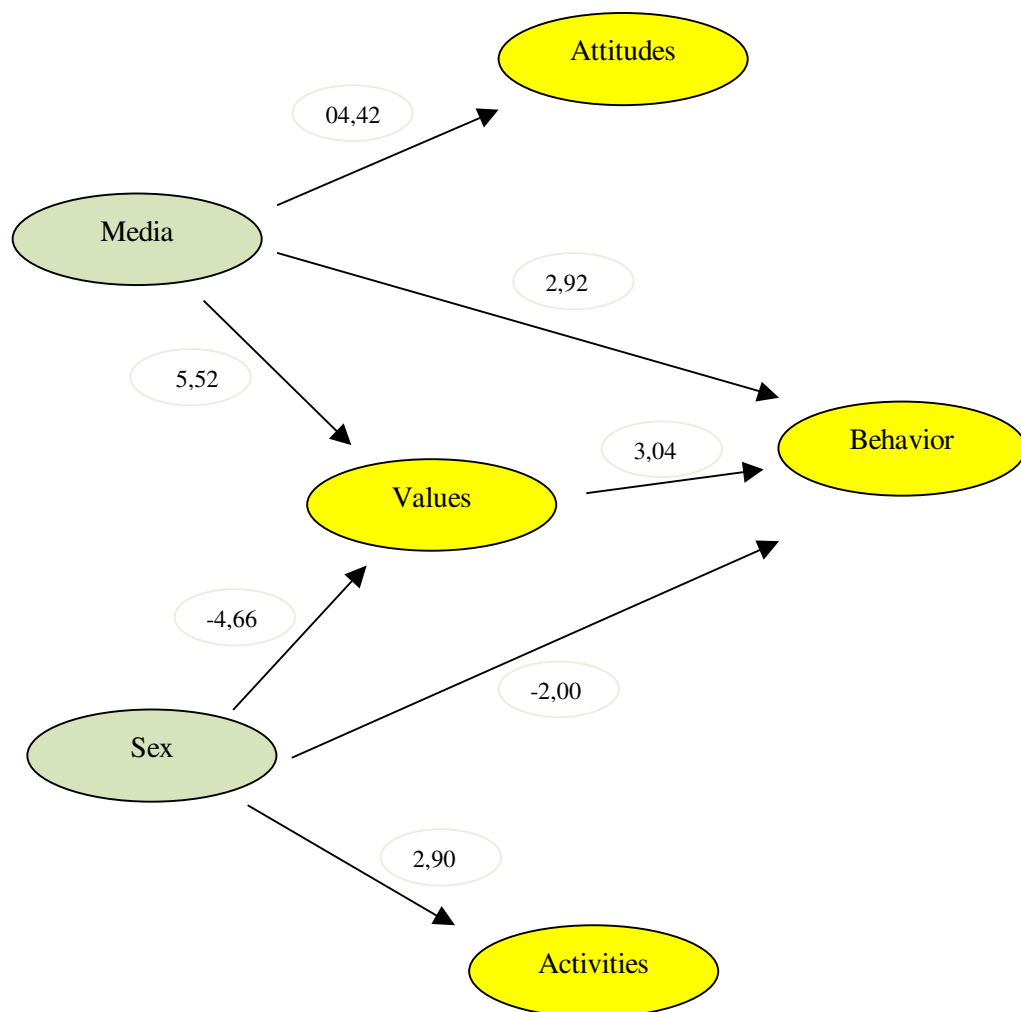 Attitudes
04,42
Media
2,92
5,52
Behavior
3,04
Values
-4,66
-2,00
Sex
2,90
Activities